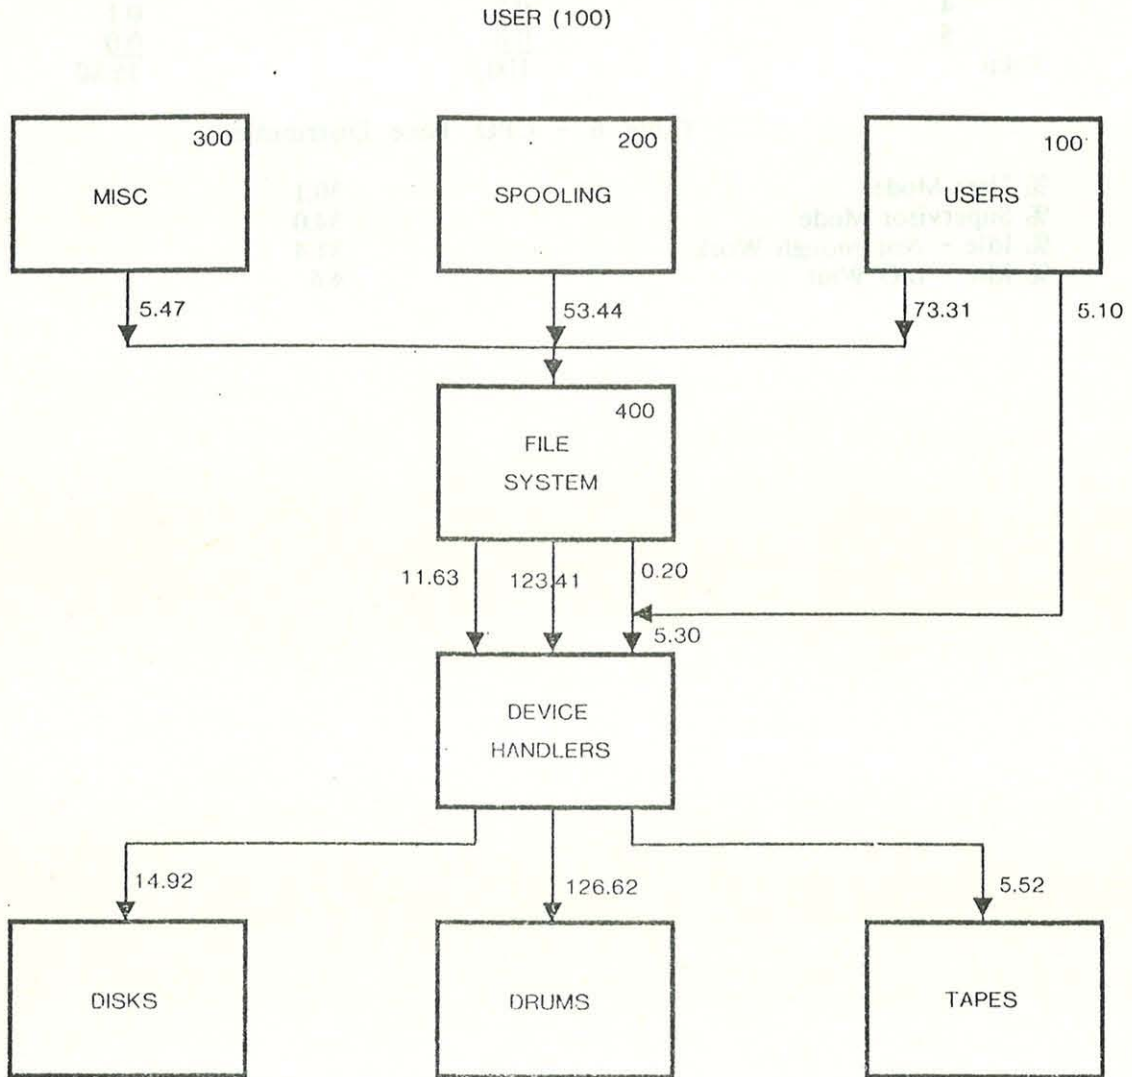 USER (100)
300
MISC
200
SPOOLING
100
USERS
5.47
53.44
73.31
5.10
400
FILE
SYSTEM
11.63
123.41
0.20
5.30
DEVICE
HANDLERS
14.92
126.62
5.52
DISKS
DRUMS
TAPES